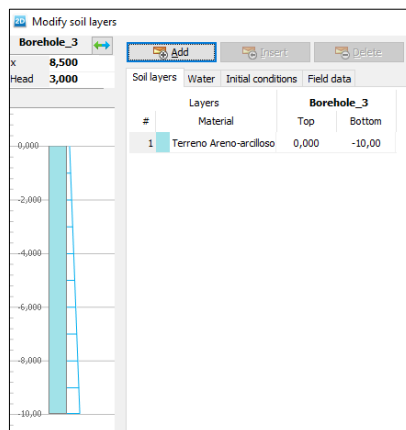 2D Modify soil layers
Borehole_3
x 8,500
Head 3,000
Add Insert Delete
Soil layers Water Initial conditions Field data
Layers Borehole_3
# Material Top Bottom
1 Terreno Areno-arcilloso 0,000 -10,00
0,000
-2,000
-4,000
-6,000
-8,000
-10,00